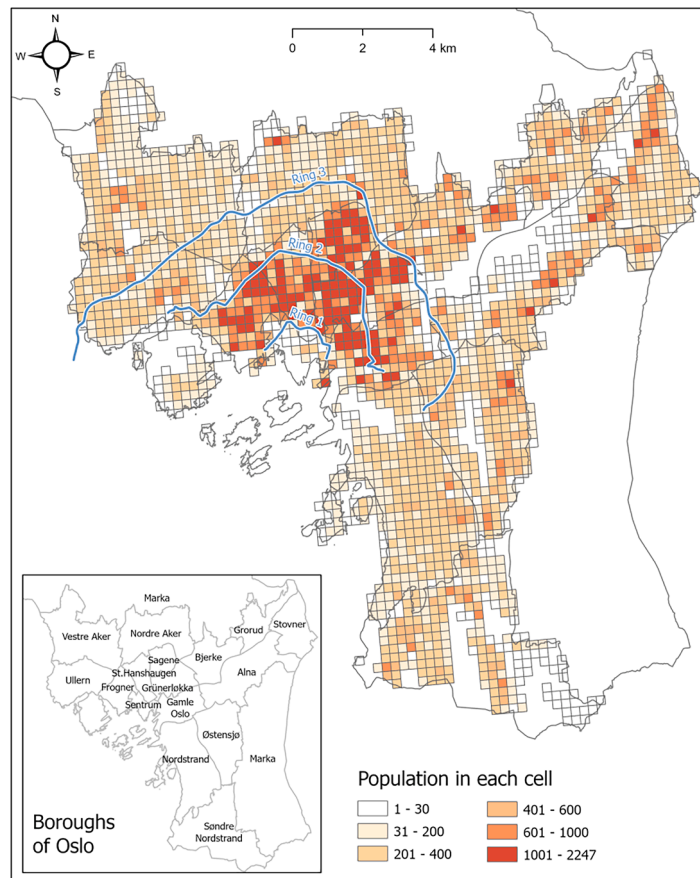 N
W E
S
0 2 4 km
Ring 3
Ring 2
Ring 1
Marka
Vestre Aker
Nordre Aker
Grorud
Stovner
Sagene
Bjerke
St.Hanshaugen
Ullern
Alna
Frogner
Grünerløkka
Sentrum
Gamle
Oslo
Østensjø
Nordstrand
Marka
Søndre
Nordstrand
Boroughs
of Oslo
Population in each cell
1 - 30
31 - 200
201 - 400
401 - 600
601 - 1000
1001 - 2247